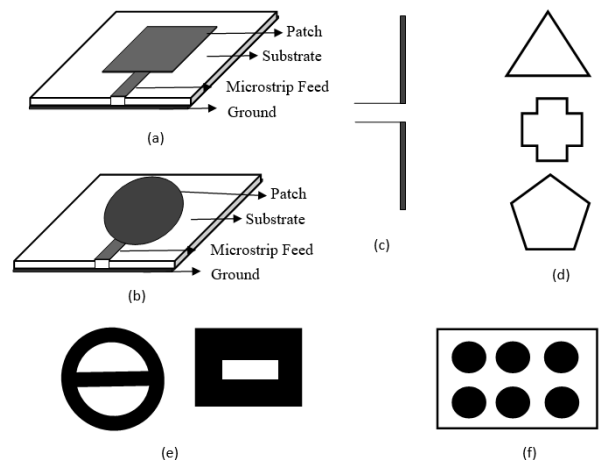 Patch
Substrate
Microstrip Feed
Ground
(a)
Patch
Substrate
Microstrip Feed
Ground
(b)
(c)
(d)
(e)
(f)